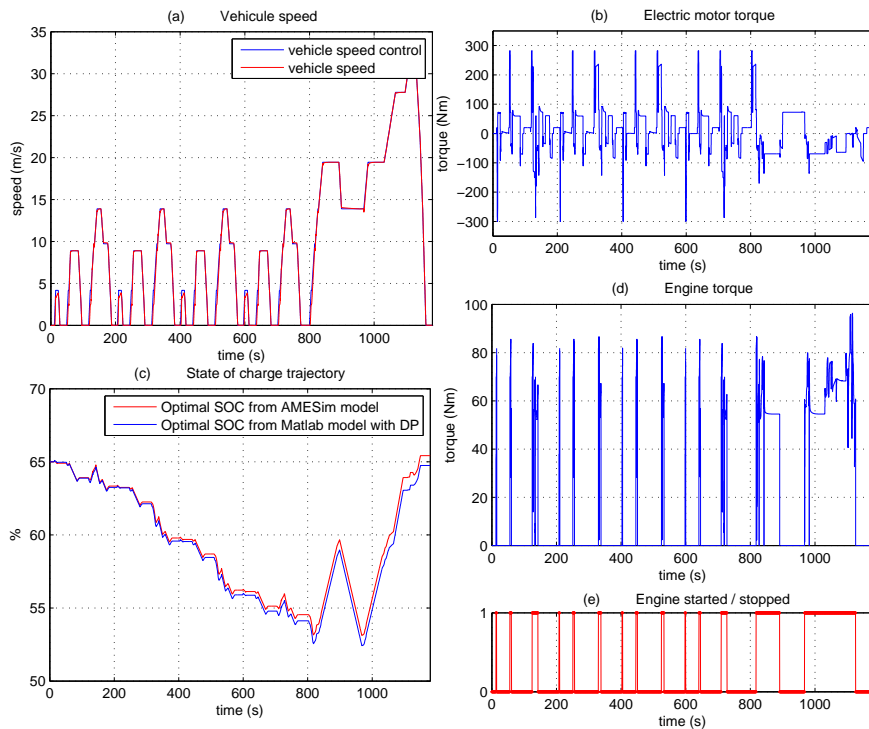 (a) Vehicule speed
35
30
25
20
15
10
5
0
speed (m/s)
vehicle speed control
vehicle speed
0 200 400 600 800 1000
time (s)
(b) Electric motor torque
300
200
100
0
−100
−200
−300
torque (Nm)
0 200 400 600 800 1000
time (s)
(c) State of charge trajectory
70
65
60
55
50
%
Optimal SOC from AMESim model
Optimal SOC from Matlab model with DP
0 200 400 600 800 1000
time (s)
(d) Engine torque
100
80
60
40
20
0
torque (Nm)
0 200 400 600 800 1000
time (s)
(e) Engine started / stopped
1
0
0 200 400 600 800 1000
time (s)